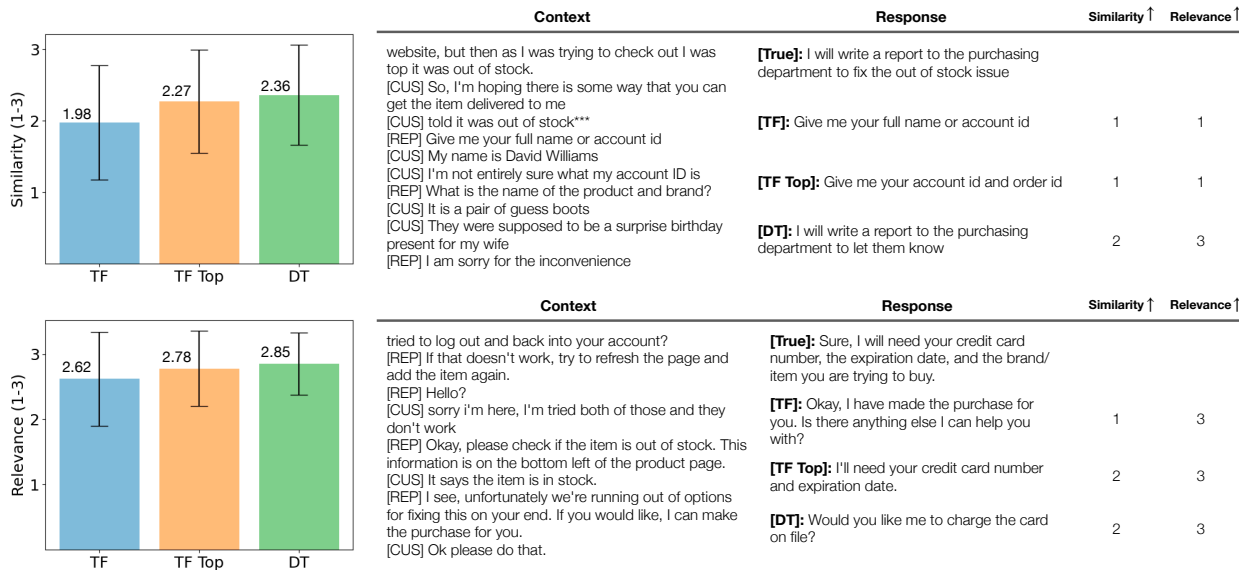 Similarity (1-3)
3
2
1
1.98
2.27
2.36
TF
TF Top
DT
Context
Response
Similarity ↑
Relevance ↑
website, but then as I was trying to check out I was
top it was out of stock.
[CUS] So, I'm hoping there is some way that you can
get the item delivered to me
[CUS] told it was out of stock***
[REP] Give me your full name or account id
[CUS] My name is David Williams
[CUS] I'm not entirely sure what my account ID is
[REP] What is the name of the product and brand?
[CUS] It is a pair of guess boots
[CUS] They were supposed to be a surprise birthday
present for my wife
[REP] I am sorry for the inconvenience
[True]: I will write a report to the purchasing
department to fix the out of stock issue
[TF]: Give me your full name or account id
1
1
[TF Top]: Give me your account id and order id
1
1
[DT]: I will write a report to the purchasing
department to let them know
2
3
Relevance (1-3)
3
2
1
2.62
2.78
2.85
TF
TF Top
DT
Context
Response
Similarity ↑
Relevance ↑
tried to log out and back into your account?
[REP] If that doesn't work, try to refresh the page and
add the item again.
[REP] Hello?
[CUS] sorry i'm here, I'm tried both of those and they
don't work
[REP] Okay, please check if the item is out of stock. This
information is on the bottom left of the product page.
[CUS] It says the item is in stock.
[REP] I see, unfortunately we're running out of options
for fixing this on your end. If you would like, I can make
the purchase for you.
[CUS] Ok please do that.
[True]: Sure, I will need your credit card
number, the expiration date, and the brand/
item you are trying to buy.
[TF]: Okay, I have made the purchase for
you. Is there anything else I can help you
with?
1
3
[TF Top]: I'll need your credit card number
and expiration date.
2
3
[DT]: Would you like me to charge the card
on file?
2
3